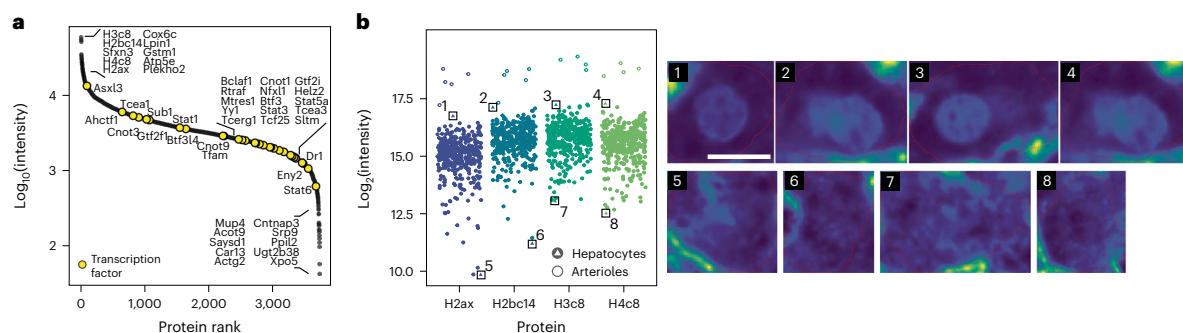 a
Log10(intensity)
4
3
2
0
1,000
2,000
3,000
Protein rank
H3c8 Cox6c
H2bc14 Lpin1
Sfxn3 Gstm1
H4c8 Atp5e
H2ax Plekho2
Asxl3
Tcea1
Ahctf1
Sub1
Cnot3
Gtf2f1
Stat1
Btf3l4
Cnot9
Tfam
Bclaf1 Cnot1 Gtf2i
Rtraf Nfxl1 Helz2
Mtres1 Btf3 Stat5a
Yy1 Stat3 Tcea3
Tcerg1 Tcf25 Sltm
Dr1
Eny2
Stat6
Mup4 Cntnap3
Acot9 Srp9
Saysd1 Ppil2
Car13 Ugt2b38
Actg2 Xpo5
Transcription
factor
b
Log2(intensity)
17.5
15.0
12.5
10.0
1
2
3
4
5
6
7
8
Hepatocytes
Arterioles
H2ax
H2bc14
H3c8
H4c8
Protein
1
2
3
4
5
6
7
8